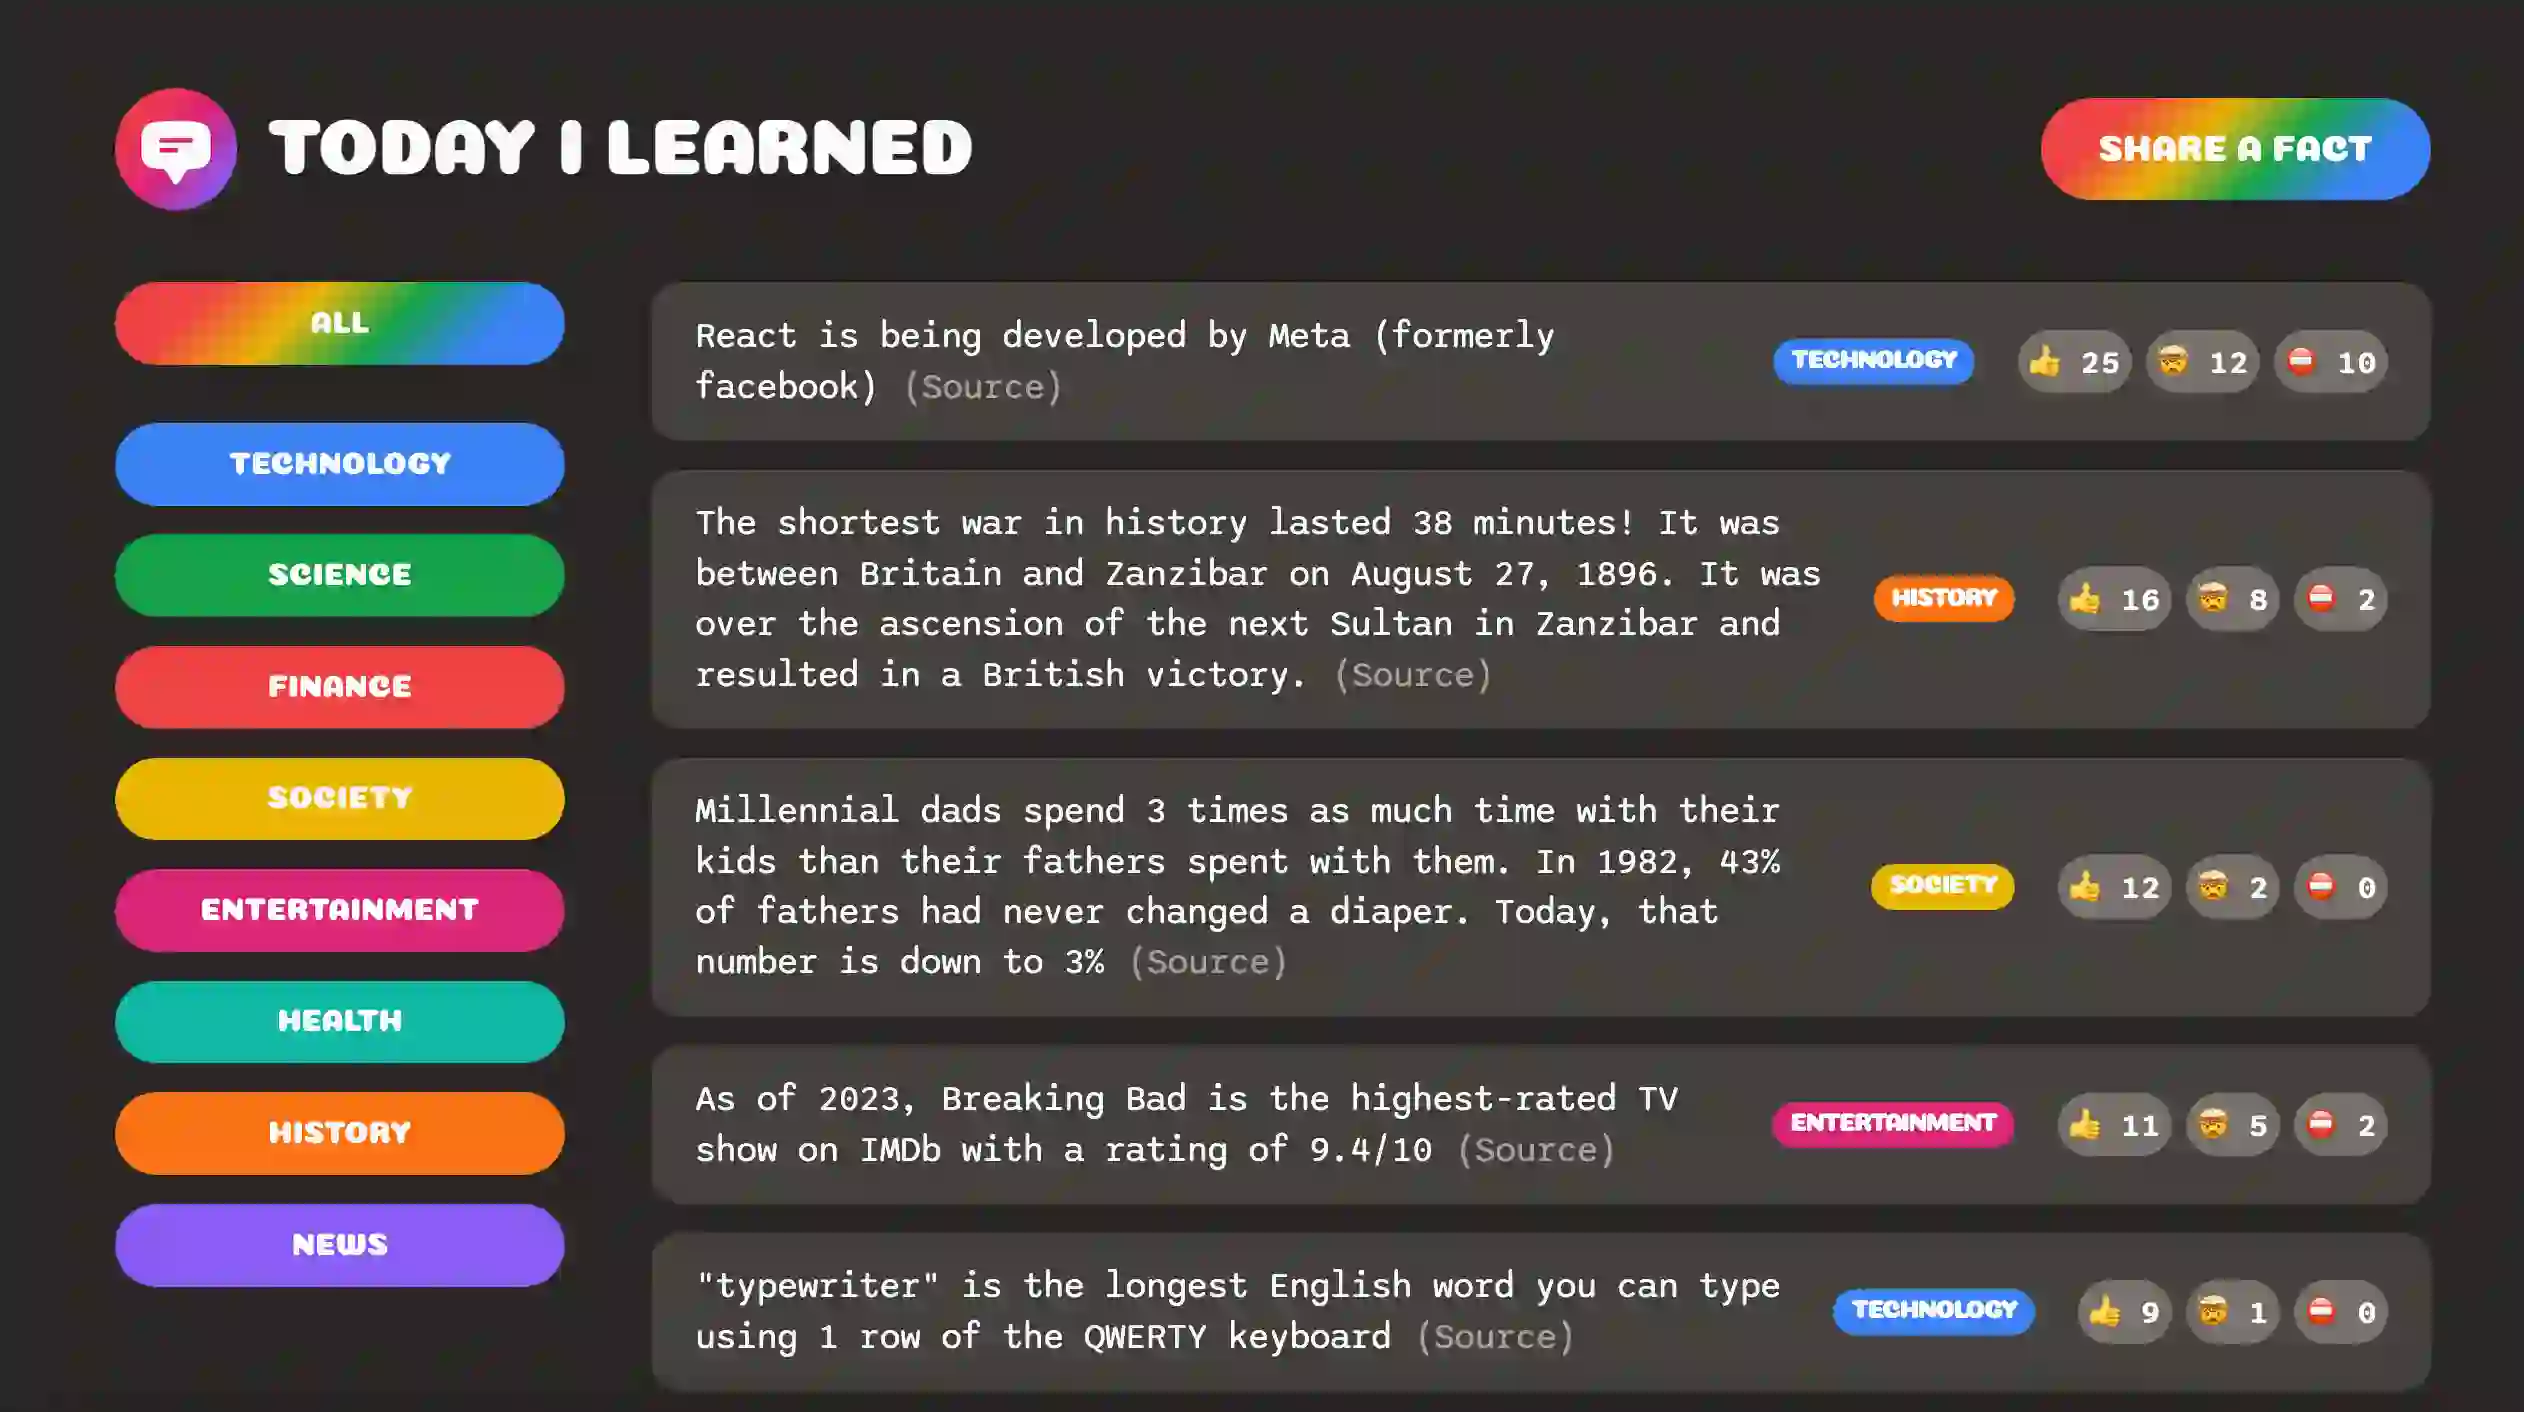 TODAY I LEARNED
SHARE A FACT
ALL
TECHNOLOGY
SCIENCE
FINANCE
SOCIETY
ENTERTAINMENT
HEALTH
HISTORY
NEWS
React is being developed by Meta (formerly
facebook) (Source)
TECHNOLOGY
👍 25 🤯 12 ⛔ 10
The shortest war in history lasted 38 minutes! It was
between Britain and Zanzibar on August 27, 1896. It was
over the ascension of the next Sultan in Zanzibar and
resulted in a British victory. (Source)
HISTORY
👍 16 🤯 8 ⛔ 2
Millennial dads spend 3 times as much time with their
kids than their fathers spent with them. In 1982, 43%
of fathers had never changed a diaper. Today, that
number is down to 3% (Source)
SOCIETY
👍 12 🤯 2 ⛔ 0
As of 2023, Breaking Bad is the highest-rated TV
show on IMDb with a rating of 9.4/10 (Source)
ENTERTAINMENT
👍 11 🤯 5 ⛔ 2
"typewriter" is the longest English word you can type
using 1 row of the QWERTY keyboard (Source)
TECHNOLOGY
👍 9 🤯 1 ⛔ 0